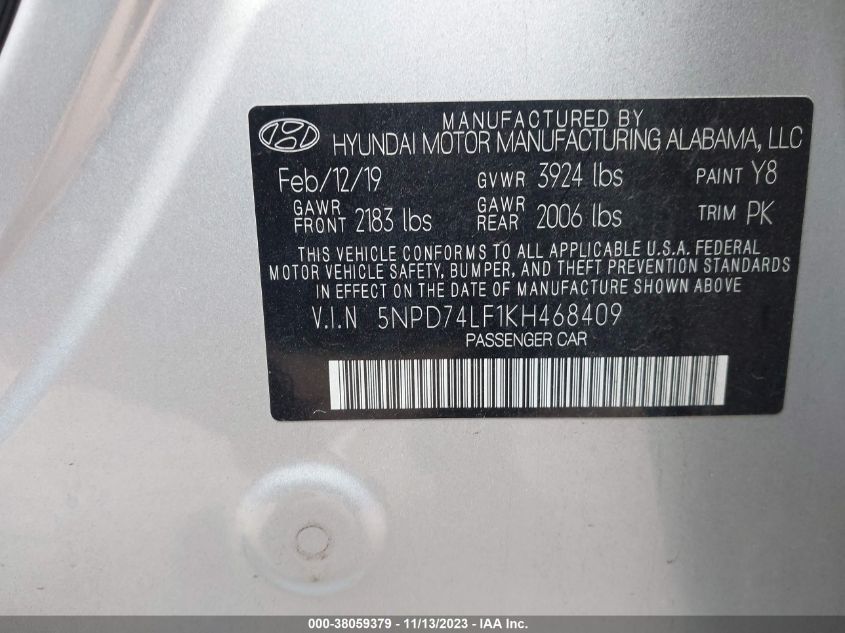 MANUFACTURED BY
HYUNDAI MOTOR MANUFACTURING ALABAMA, LLC
Feb/12/19 GVWR 3924 lbs PAINT Y8
GAWR FRONT 2183 lbs GAWR REAR 2006 lbs TRIM PK
THIS VEHICLE CONFORMS TO ALL APPLICABLE U.S.A. FEDERAL
MOTOR VEHICLE SAFETY, BUMPER, AND THEFT PREVENTION STANDARDS
IN EFFECT ON THE DATE OF MANUFACTURE SHOWN ABOVE
V.I.N 5NPD74LF1KH468409
PASSENGER CAR
000-38059379 - 11/13/2023 - IAA Inc.